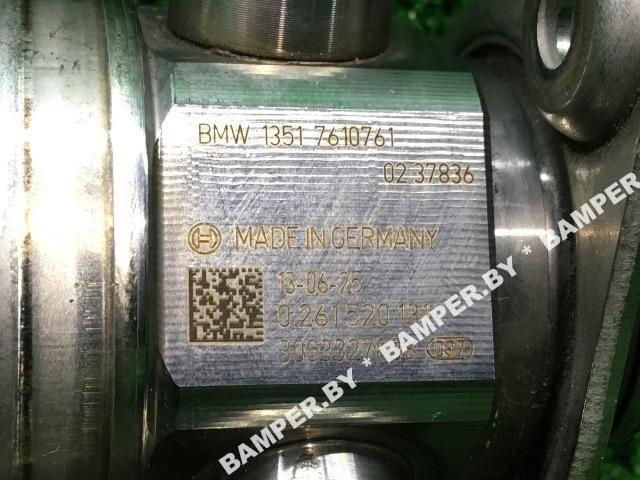 BMW 1351 7610761
02 37836
MADE IN GERMANY
13-06-25
0 261 520 131
BAMPER.BY * BAMPER.BY * BAMPER.BY